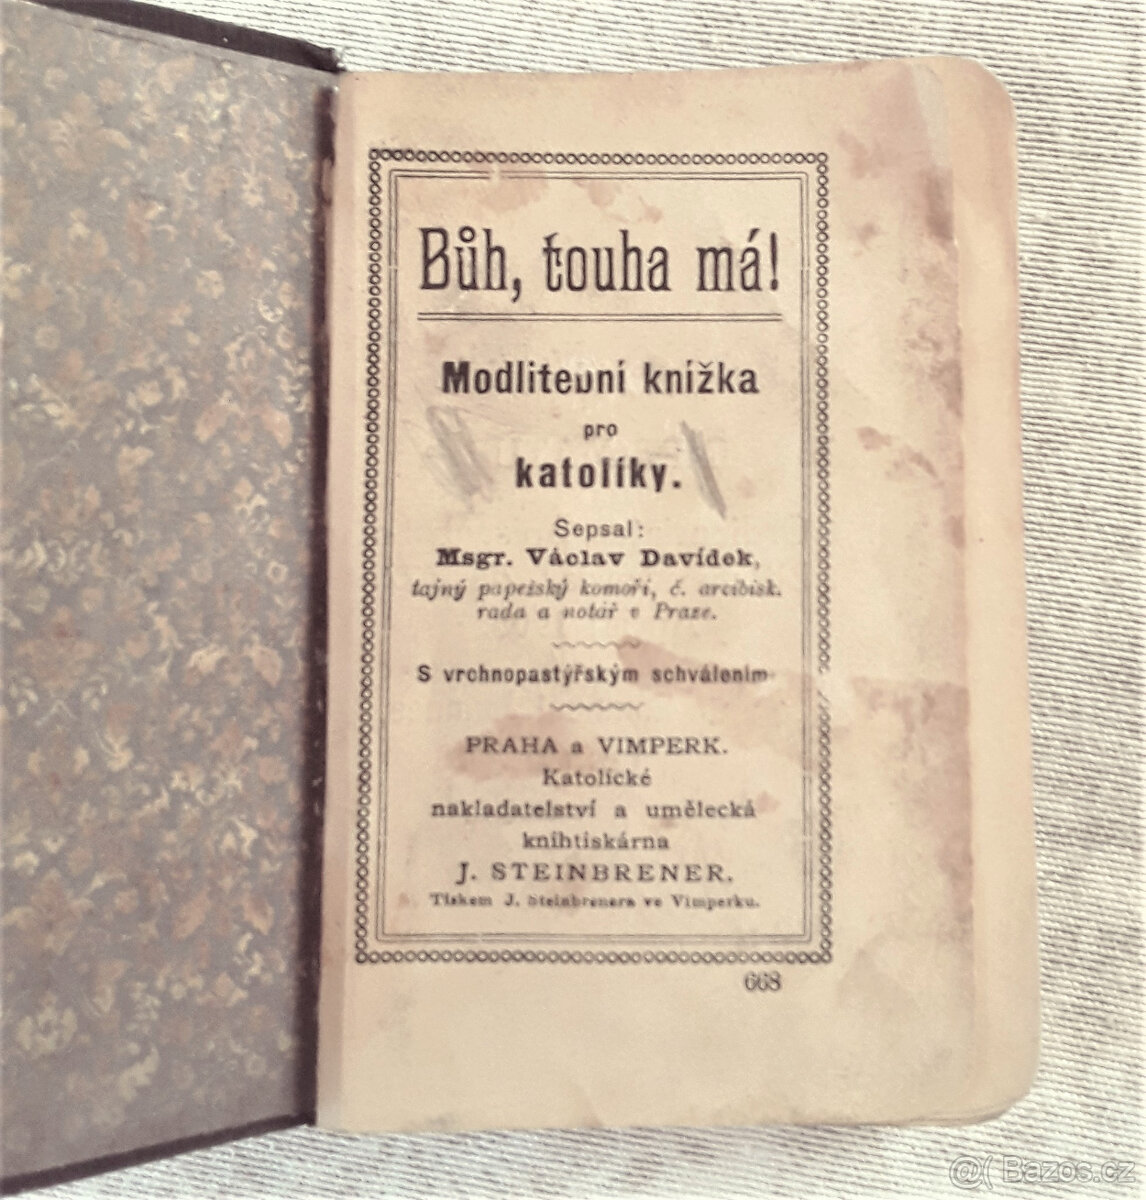 Bůh, touha má!
Modlitební knížka
pro
katolíky.
Sepsal:
Msgr. Václav Davídek,
tajný papežský komoří, č. arcibisk.
rada a notář v Praze.
S vrchnopastýřským schválením
PRAHA a VIMPERK.
Katolické
nakladatelství a umělecká
knihtiskárna
J. STEINBRENER.
Tiskem J. Steinbrenera ve Vimperku.
668
@( Bazos.cz